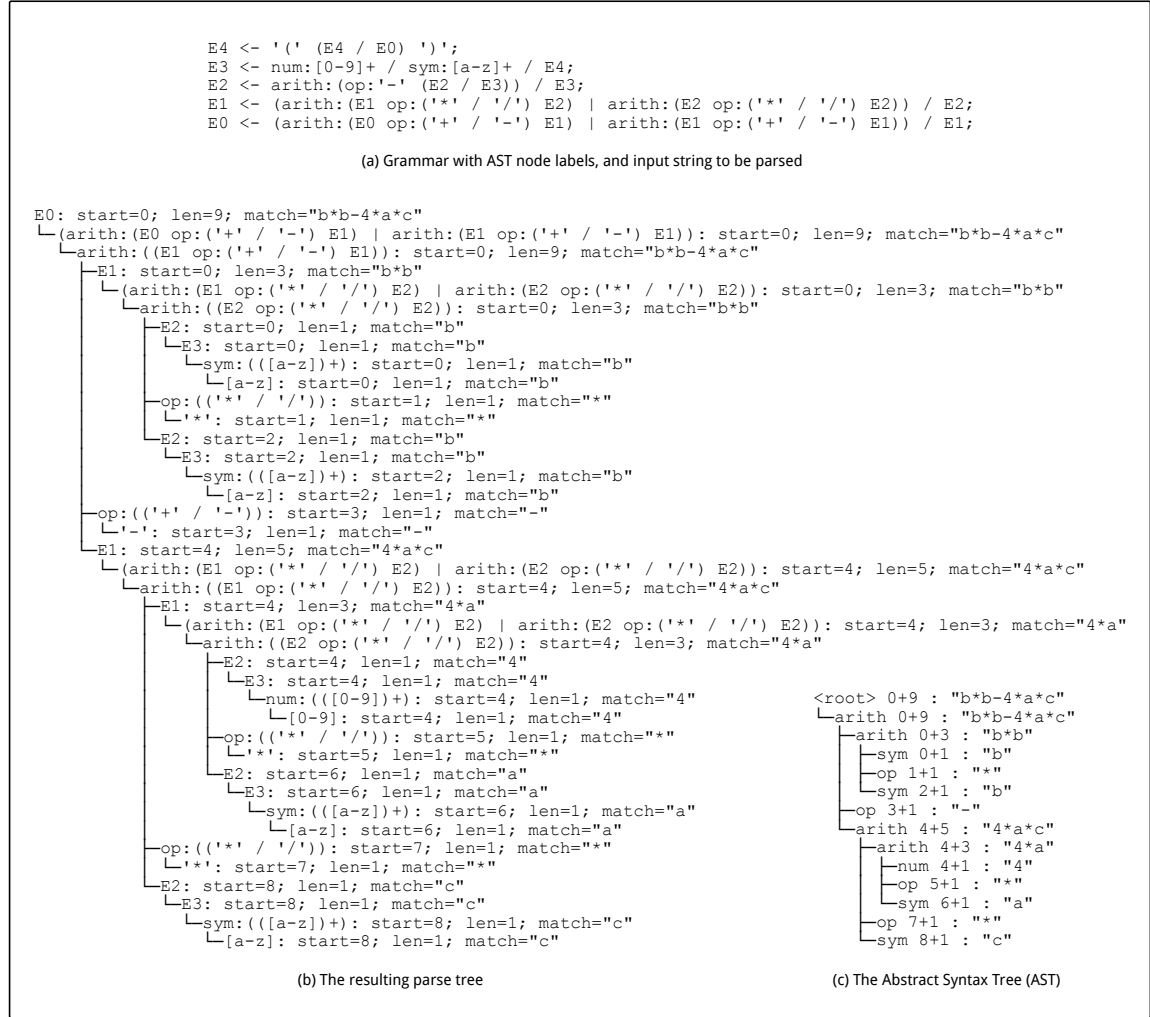 E4 <- '(' (E4 / E0) ')';
E3 <- num:[0-9]+ / sym:[a-z]+ / E4;
E2 <- arith:(op:'-' (E2 / E3)) / E3;
E1 <- (arith:(E1 op:('*' / '/') E2) | arith:(E2 op:('*' / '/') E2)) / E2;
E0 <- (arith:(E0 op:('+' / '-') E1) | arith:(E1 op:('+' / '-') E1)) / E1;
(a) Grammar with AST node labels, and input string to be parsed
E0: start=0; len=9; match="b*b-4*a*c"
└─(arith:(E0 op:('+' / '-') E1) | arith:(E1 op:('+' / '-') E1)): start=0; len=9; match="b*b-4*a*c"
  └─arith:((E1 op:('+' / '-') E1)): start=0; len=9; match="b*b-4*a*c"
    ├─E1: start=0; len=3; match="b*b"
    │ └─(arith:(E1 op:('*' / '/') E2) | arith:(E2 op:('*' / '/') E2)): start=0; len=3; match="b*b"
    │   └─arith:((E2 op:('*' / '/') E2)): start=0; len=3; match="b*b"
    │     ├─E2: start=0; len=1; match="b"
    │     │ └─E3: start=0; len=1; match="b"
    │     │   └─sym:(([a-z])+): start=0; len=1; match="b"
    │     │     └─[a-z]: start=0; len=1; match="b"
    │     ├─op:(('*' / '/')): start=1; len=1; match="*"
    │     │ └─'*': start=1; len=1; match="*"
    │     └─E2: start=2; len=1; match="b"
    │       └─E3: start=2; len=1; match="b"
    │         └─sym:(([a-z])+): start=2; len=1; match="b"
    │           └─[a-z]: start=2; len=1; match="b"
    ├─op:(('+' / '-')): start=3; len=1; match="-"
    │ └─'-': start=3; len=1; match="-"
    └─E1: start=4; len=5; match="4*a*c"
      └─(arith:(E1 op:('*' / '/') E2) | arith:(E2 op:('*' / '/') E2)): start=4; len=5; match="4*a*c"
        └─arith:((E1 op:('*' / '/') E2)): start=4; len=5; match="4*a*c"
          ├─E1: start=4; len=3; match="4*a"
          │ └─(arith:(E1 op:('*' / '/') E2) | arith:(E2 op:('*' / '/') E2)): start=4; len=3; match="4*a"
          │   └─arith:((E2 op:('*' / '/') E2)): start=4; len=3; match="4*a"
          │     ├─E2: start=4; len=1; match="4"
          │     │ └─E3: start=4; len=1; match="4"
          │     │   └─num:(([0-9])+): start=4; len=1; match="4"
          │     │     └─[0-9]: start=4; len=1; match="4"
          │     ├─op:(('*' / '/')): start=5; len=1; match="*"
          │     │ └─'*': start=5; len=1; match="*"
          │     └─E2: start=6; len=1; match="a"
          │       └─E3: start=6; len=1; match="a"
          │         └─sym:(([a-z])+): start=6; len=1; match="a"
          │           └─[a-z]: start=6; len=1; match="a"
          ├─op:(('*' / '/')): start=7; len=1; match="*"
          │ └─'*': start=7; len=1; match="*"
          └─E2: start=8; len=1; match="c"
            └─E3: start=8; len=1; match="c"
              └─sym:(([a-z])+): start=8; len=1; match="c"
                └─[a-z]: start=8; len=1; match="c"
(b) The resulting parse tree
<root> 0+9 : "b*b-4*a*c"
└─arith 0+9 : "b*b-4*a*c"
  ├─arith 0+3 : "b*b"
  │ ├─sym 0+1 : "b"
  │ ├─op 1+1 : "*"
  │ └─sym 2+1 : "b"
  ├─op 3+1 : "-"
  └─arith 4+5 : "4*a*c"
    ├─arith 4+3 : "4*a"
    │ ├─num 4+1 : "4"
    │ ├─op 5+1 : "*"
    │ └─sym 6+1 : "a"
    ├─op 7+1 : "*"
    └─sym 8+1 : "c"
(c) The Abstract Syntax Tree (AST)